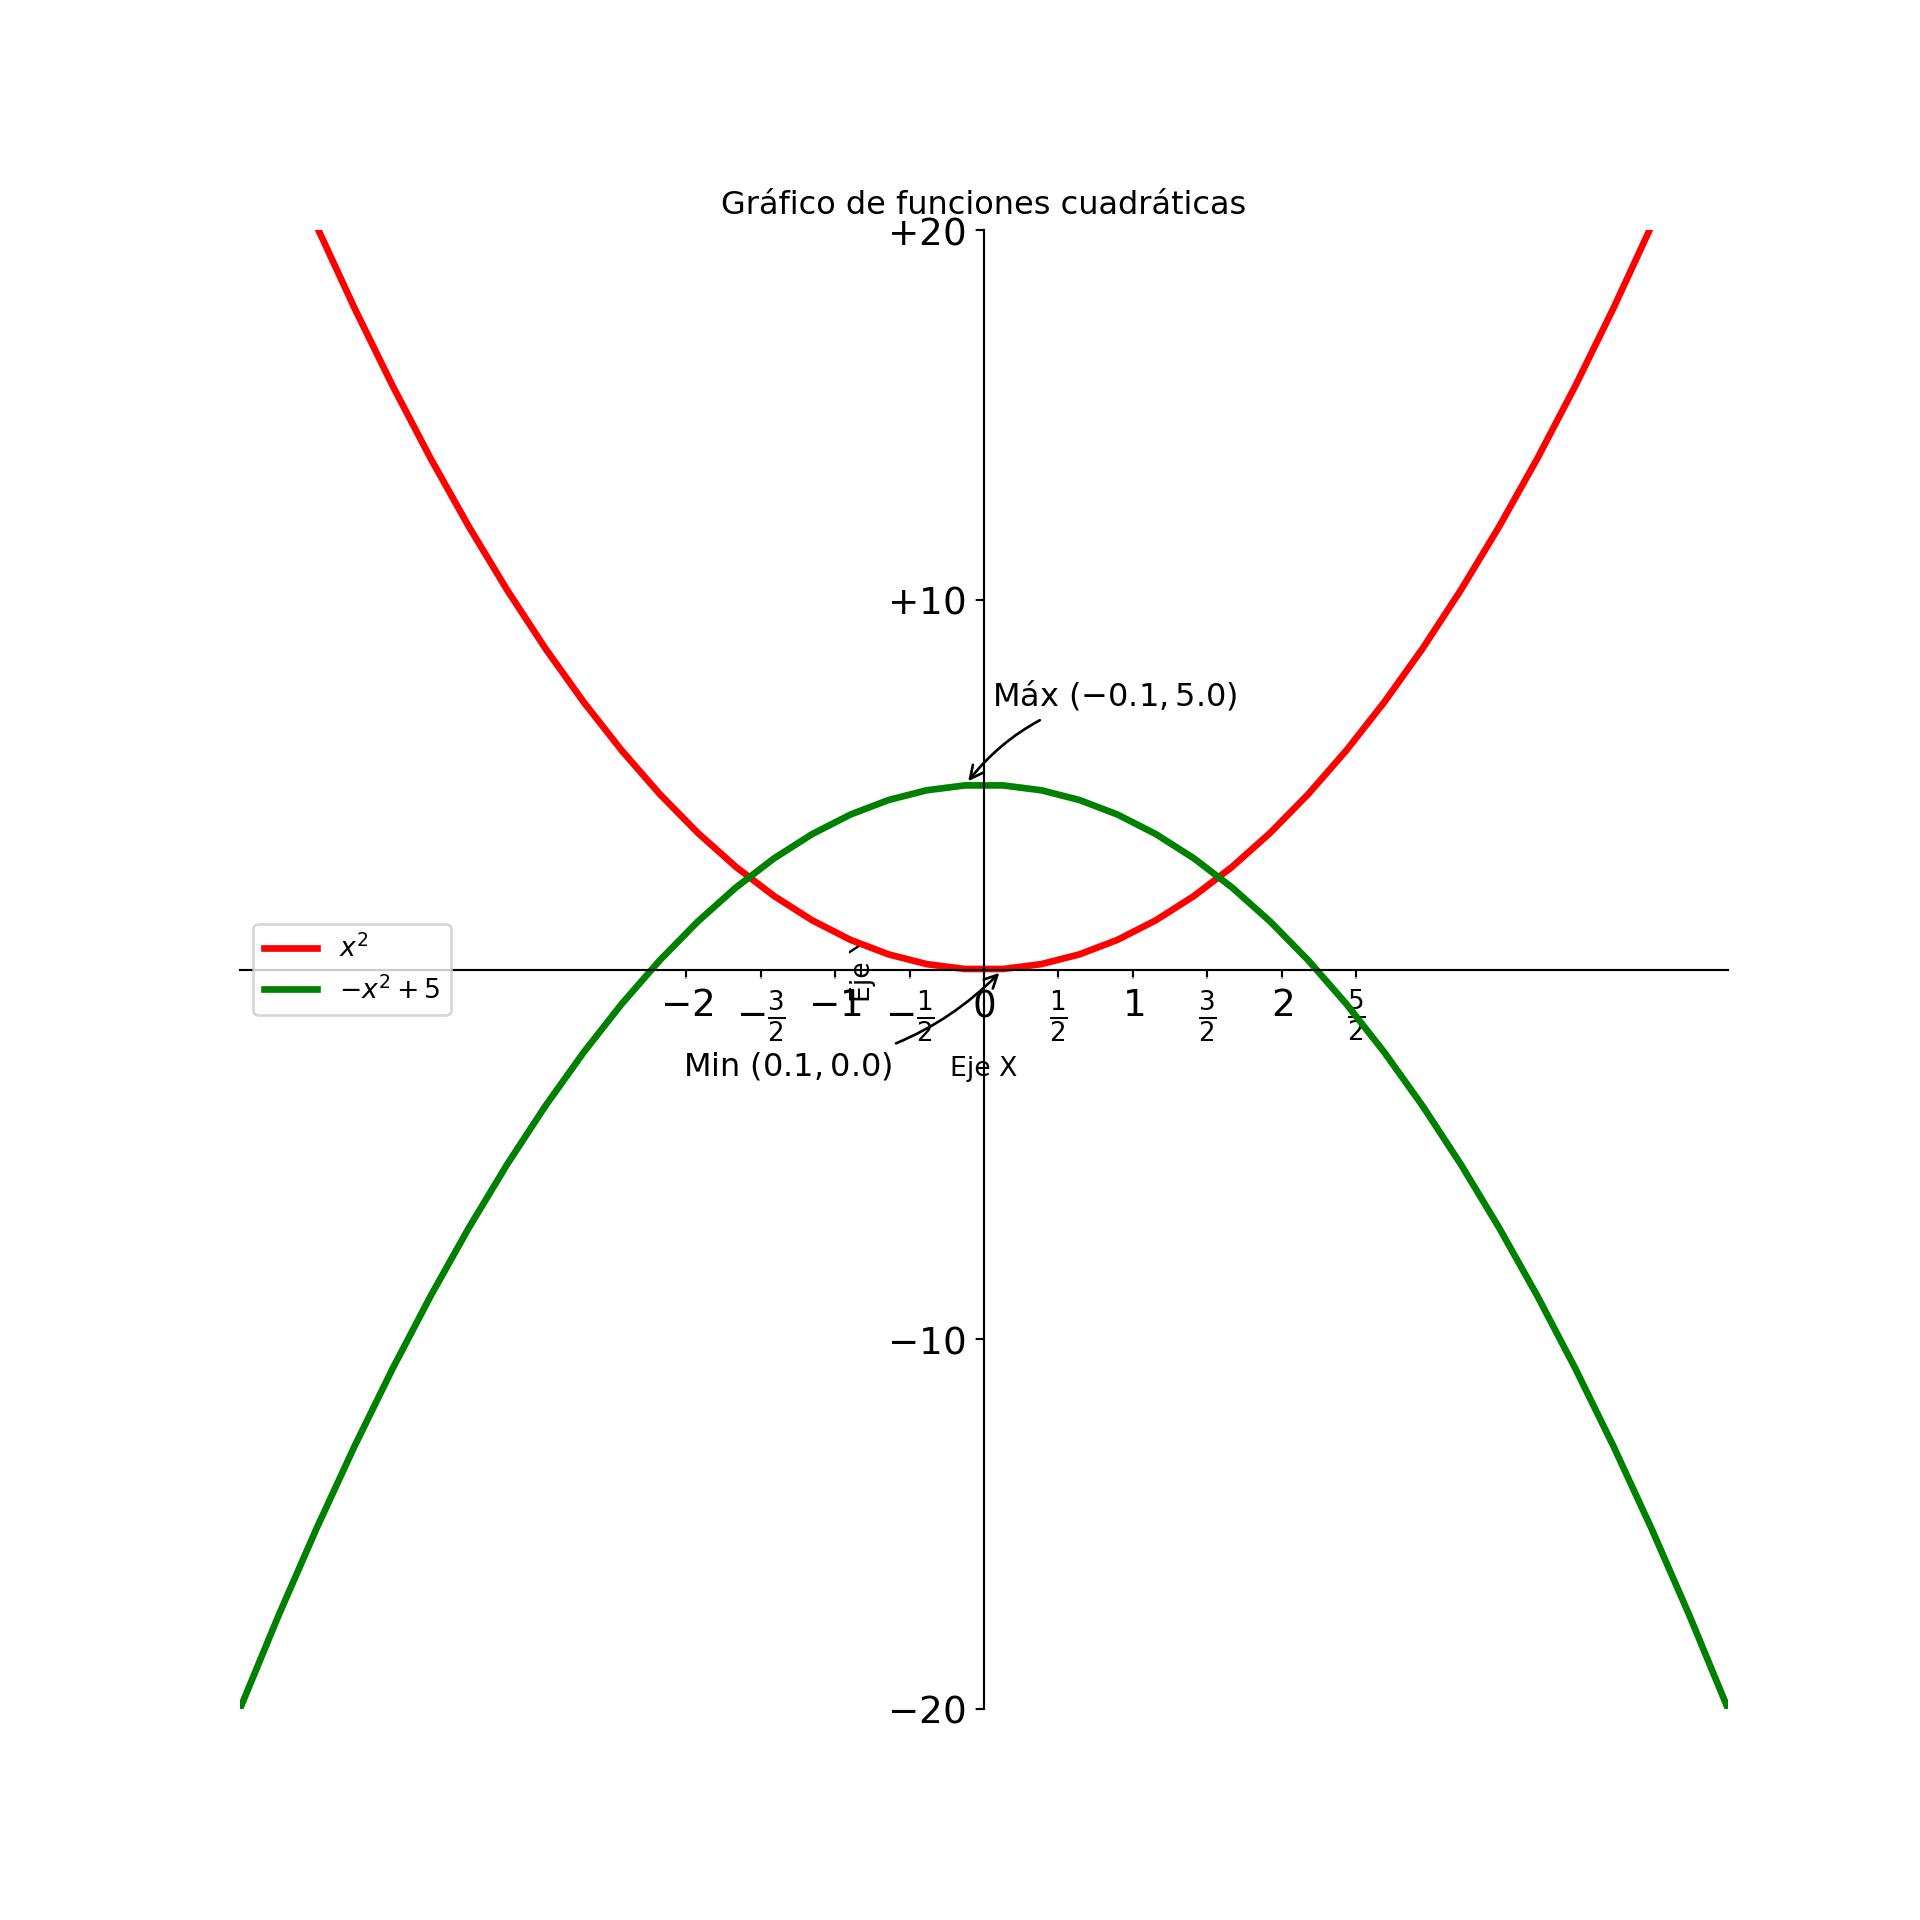 Gráfico de funciones cuadráticas
+20
+10
Máx (−0.1, 5.0)
x²
−x² + 5
Eje Y
−2 −3/2 −1 −1/2 0 1/2 1 3/2 2 5/2
Min (0.1, 0.0)
Eje X
−10
−20